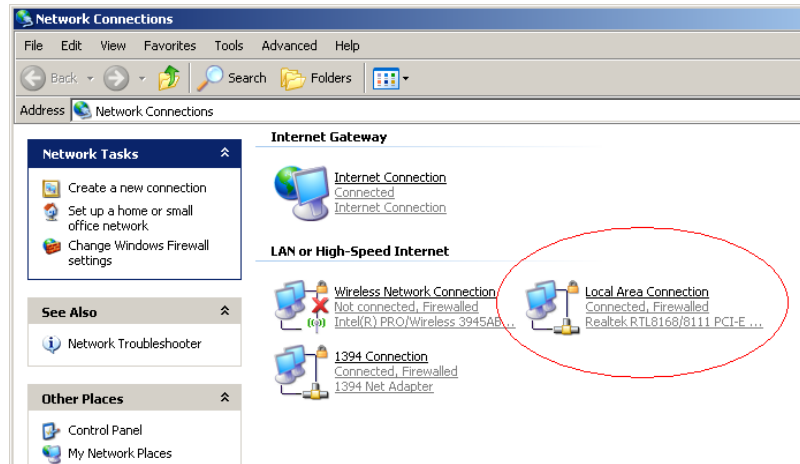 Network Connections
File Edit View Favorites Tools Advanced Help
Back Search Folders
Address Network Connections
Network Tasks
Create a new connection
Set up a home or small
office network
Change Windows Firewall
settings
See Also
Network Troubleshooter
Other Places
Control Panel
My Network Places
Internet Gateway
Internet Connection
Connected
Internet Connection
LAN or High-Speed Internet
Wireless Network Connection
Not connected, Firewalled
Intel(R) PRO/Wireless 3945AB...
Local Area Connection
Connected, Firewalled
Realtek RTL8168/8111 PCI-E ...
1394 Connection
Connected, Firewalled
1394 Net Adapter